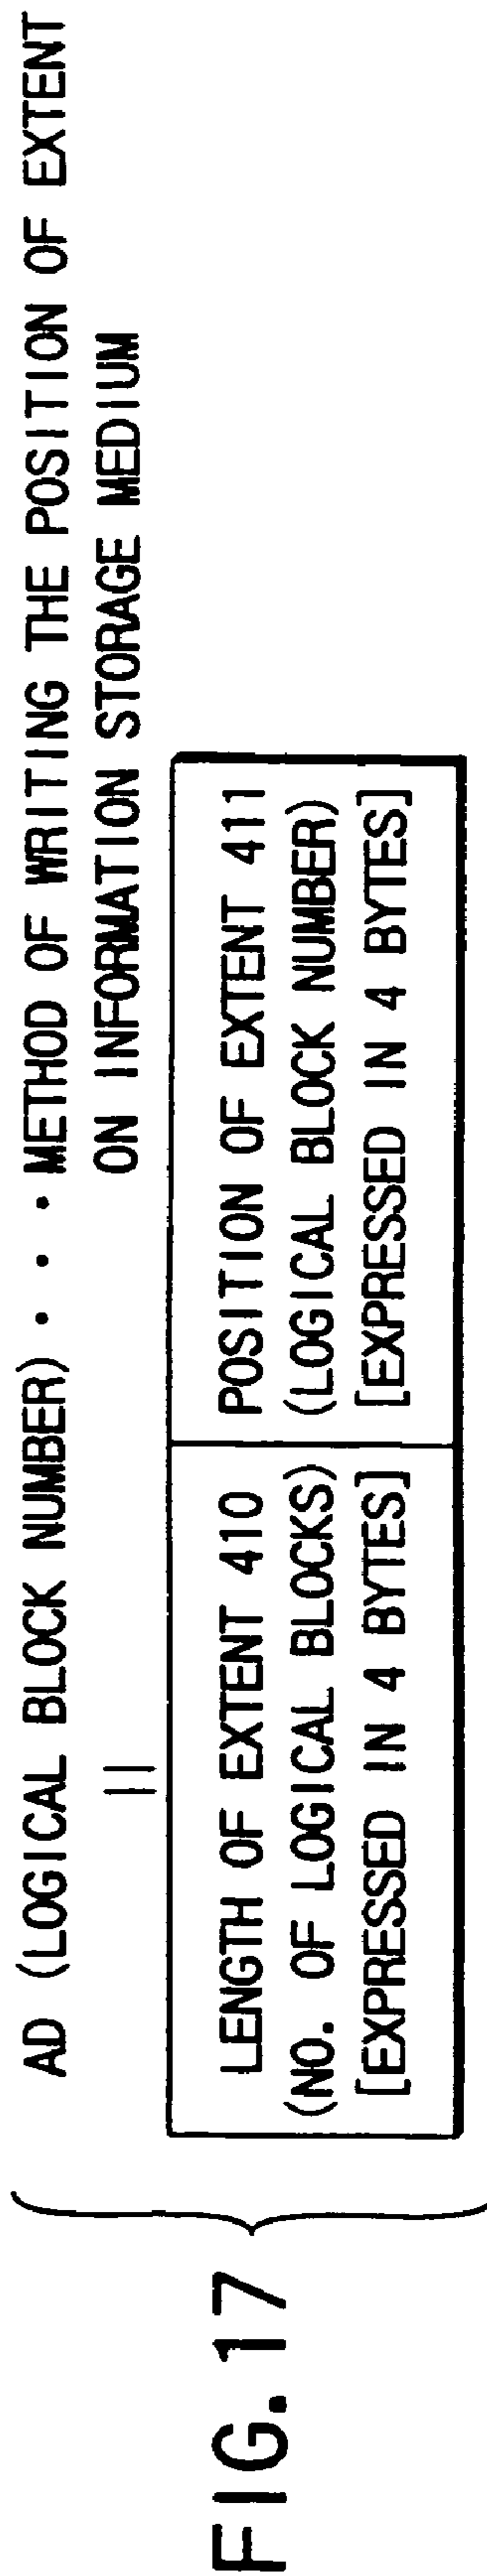 FIG. 17
AD (LOGICAL BLOCK NUMBER) • • • METHOD OF WRITING THE POSITION OF EXTENT
ON INFORMATION STORAGE MEDIUM
||
LENGTH OF EXTENT 410
(NO. OF LOGICAL BLOCKS)
[EXPRESSED IN 4 BYTES]
POSITION OF EXTENT 411
(LOGICAL BLOCK NUMBER)
[EXPRESSED IN 4 BYTES]